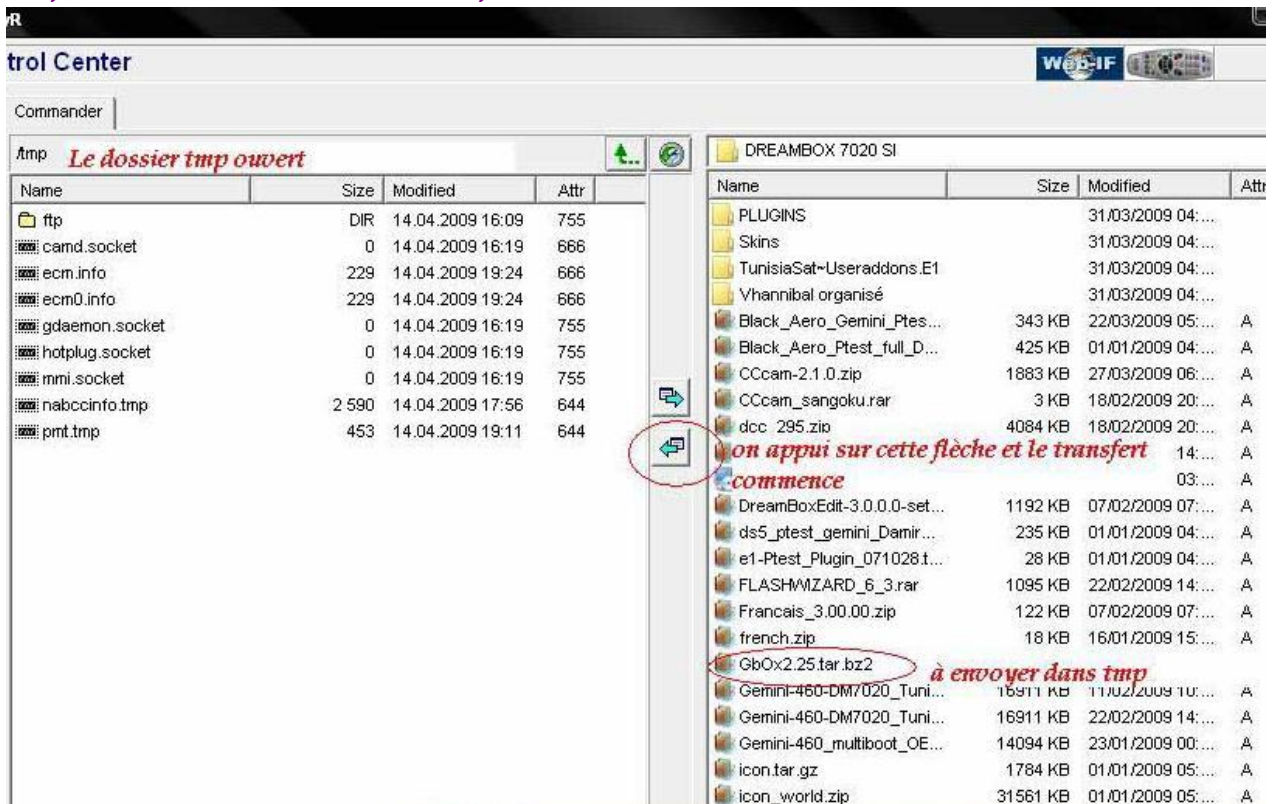 trol Center
Web-IF
Commander
/tmp Le dossier tmp ouvert
DREAMBOX 7020 SI
Name Size Modified Attr
ftp DIR 14.04.2009 16:09 755
camd.socket 0 14.04.2009 16:19 666
ecm.info 229 14.04.2009 19:24 666
ecm0.info 229 14.04.2009 19:24 666
gdaemon.socket 0 14.04.2009 16:19 755
hotplug.socket 0 14.04.2009 16:19 755
mmi.socket 0 14.04.2009 16:19 755
nabccinfo.tmp 2 590 14.04.2009 17:56 644
pmt.tmp 453 14.04.2009 19:11 644
Name Size Modified Attr
PLUGINS 31/03/2009 04:...
Skins 31/03/2009 04:...
TunisiaSat~Useraddons.E1 31/03/2009 04:...
Vhannibal organisé 31/03/2009 04:...
Black_Aero_Gemini_Ptes... 343 KB 22/03/2009 05:... A
Black_Aero_Ptest_full_D... 425 KB 01/01/2009 04:... A
CCcam-2.1.0.zip 1883 KB 27/03/2009 06:... A
CCcam_sangoku.rar 3 KB 18/02/2009 20:... A
dcc_295.zip 4084 KB 18/02/2009 20:... A
on appui sur cette flèche et le transfert 14:... A
commence 03:... A
DreamBoxEdit-3.0.0.0-set... 1192 KB 07/02/2009 07:... A
ds5_ptest_gemini_Damir... 235 KB 01/01/2009 04:... A
e1-Ptest_Plugin_071028.t... 28 KB 01/01/2009 04:... A
FLASHWIZARD_6_3.rar 1095 KB 22/02/2009 14:... A
Francais_3.00.00.zip 122 KB 07/02/2009 07:... A
french.zip 18 KB 16/01/2009 15:... A
GbOx2.25.tar.bz2 à envoyer dans tmp
Gemini-460-DM7020_Tuni... 16911 KB 11/02/2009 10:... A
Gemini-460-DM7020_Tuni... 16911 KB 22/02/2009 14:... A
Gemini-460_multiboot_OE... 14094 KB 23/01/2009 00:... A
icon.tar.gz 1784 KB 01/01/2009 05:... A
icon_world.zip 31561 KB 01/01/2009 05:... A